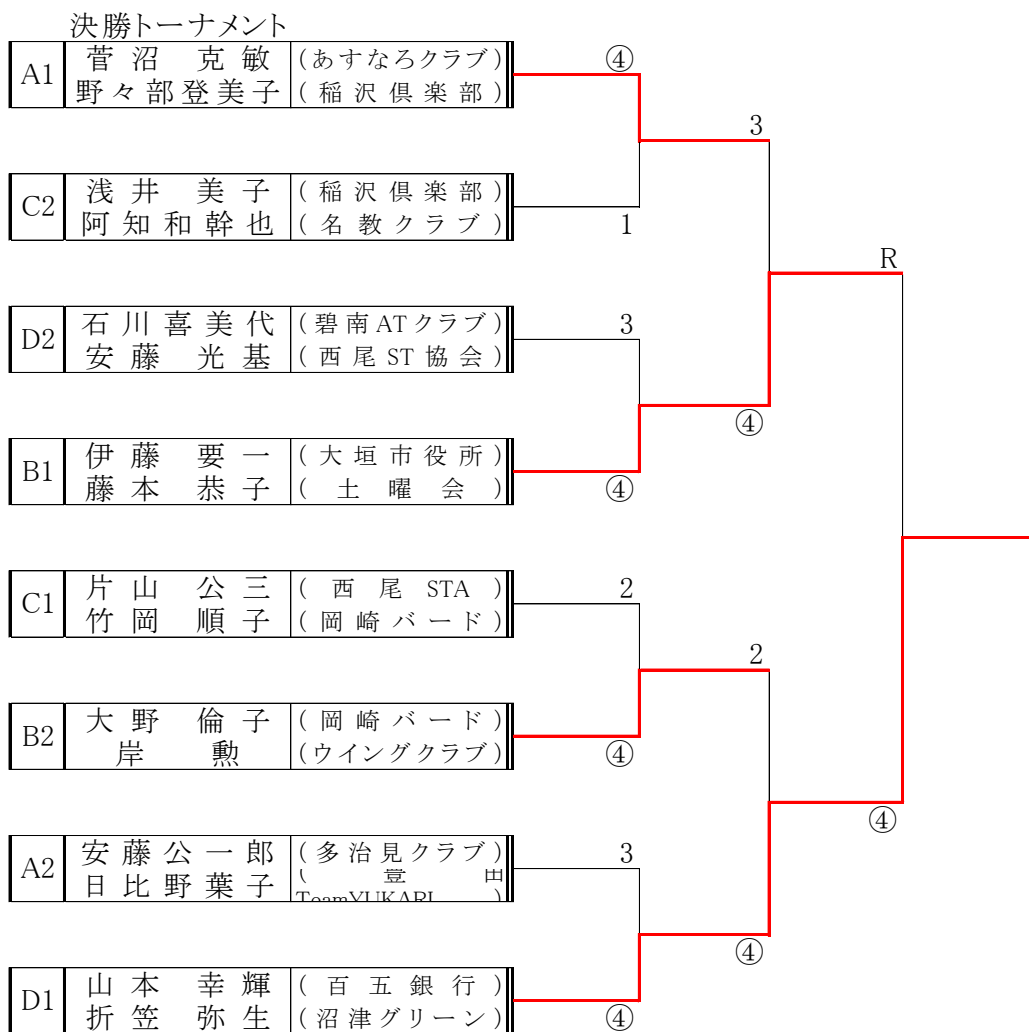 決勝トーナメント
A1 菅沼 克敏 (あすなろクラブ) ④
野々部登美子 (稲沢倶楽部)
3
C2 浅井 美子 (稲沢倶楽部)
阿知和幹也 (名教クラブ) 1
R
D2 石川喜美代 (碧南ATクラブ) 3
安藤 光基 (西尾ST協会)
④
B1 伊藤 要一 (大垣市役所)
藤本 恭子 (土曜会) ④
C1 片山 公三 (西尾STA) 2
竹岡 順子 (岡崎バード)
2
B2 大野 倫子 (岡崎バード)
岸 勲 (ウイングクラブ) ④
④
A2 安藤公一郎 (多治見クラブ) 3
日比野葉子 (豊田
TeamYUKARI)
④
D1 山本 幸輝 (百五銀行)
折笠 弥生 (沼津グリーン) ④